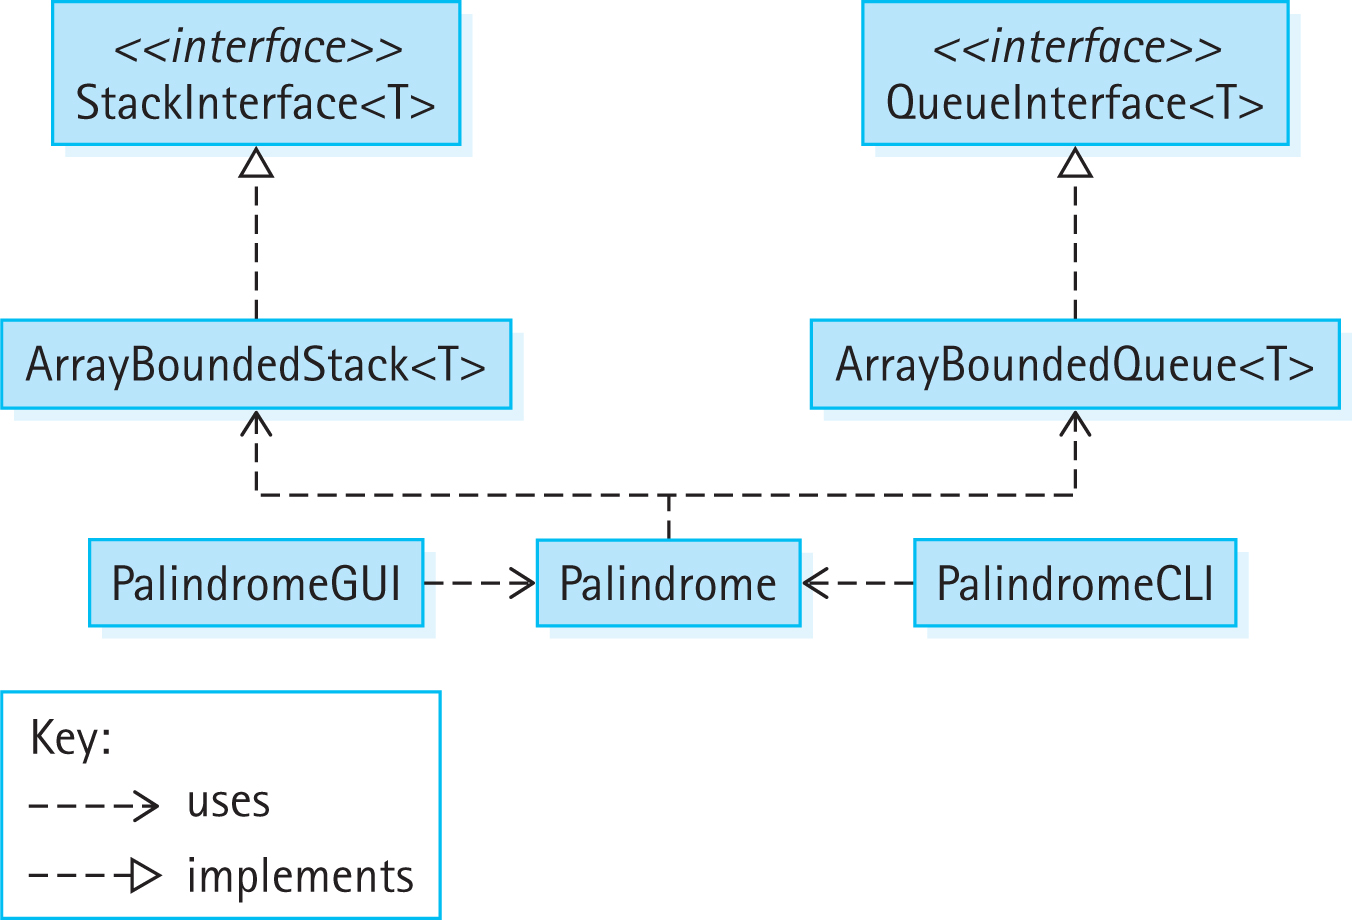 <<interface>>
StackInterface<T>
<<interface>>
QueueInterface<T>
ArrayBoundedStack<T>
ArrayBoundedQueue<T>
PalindromeGUI
Palindrome
PalindromeCLI
Key:
uses
implements